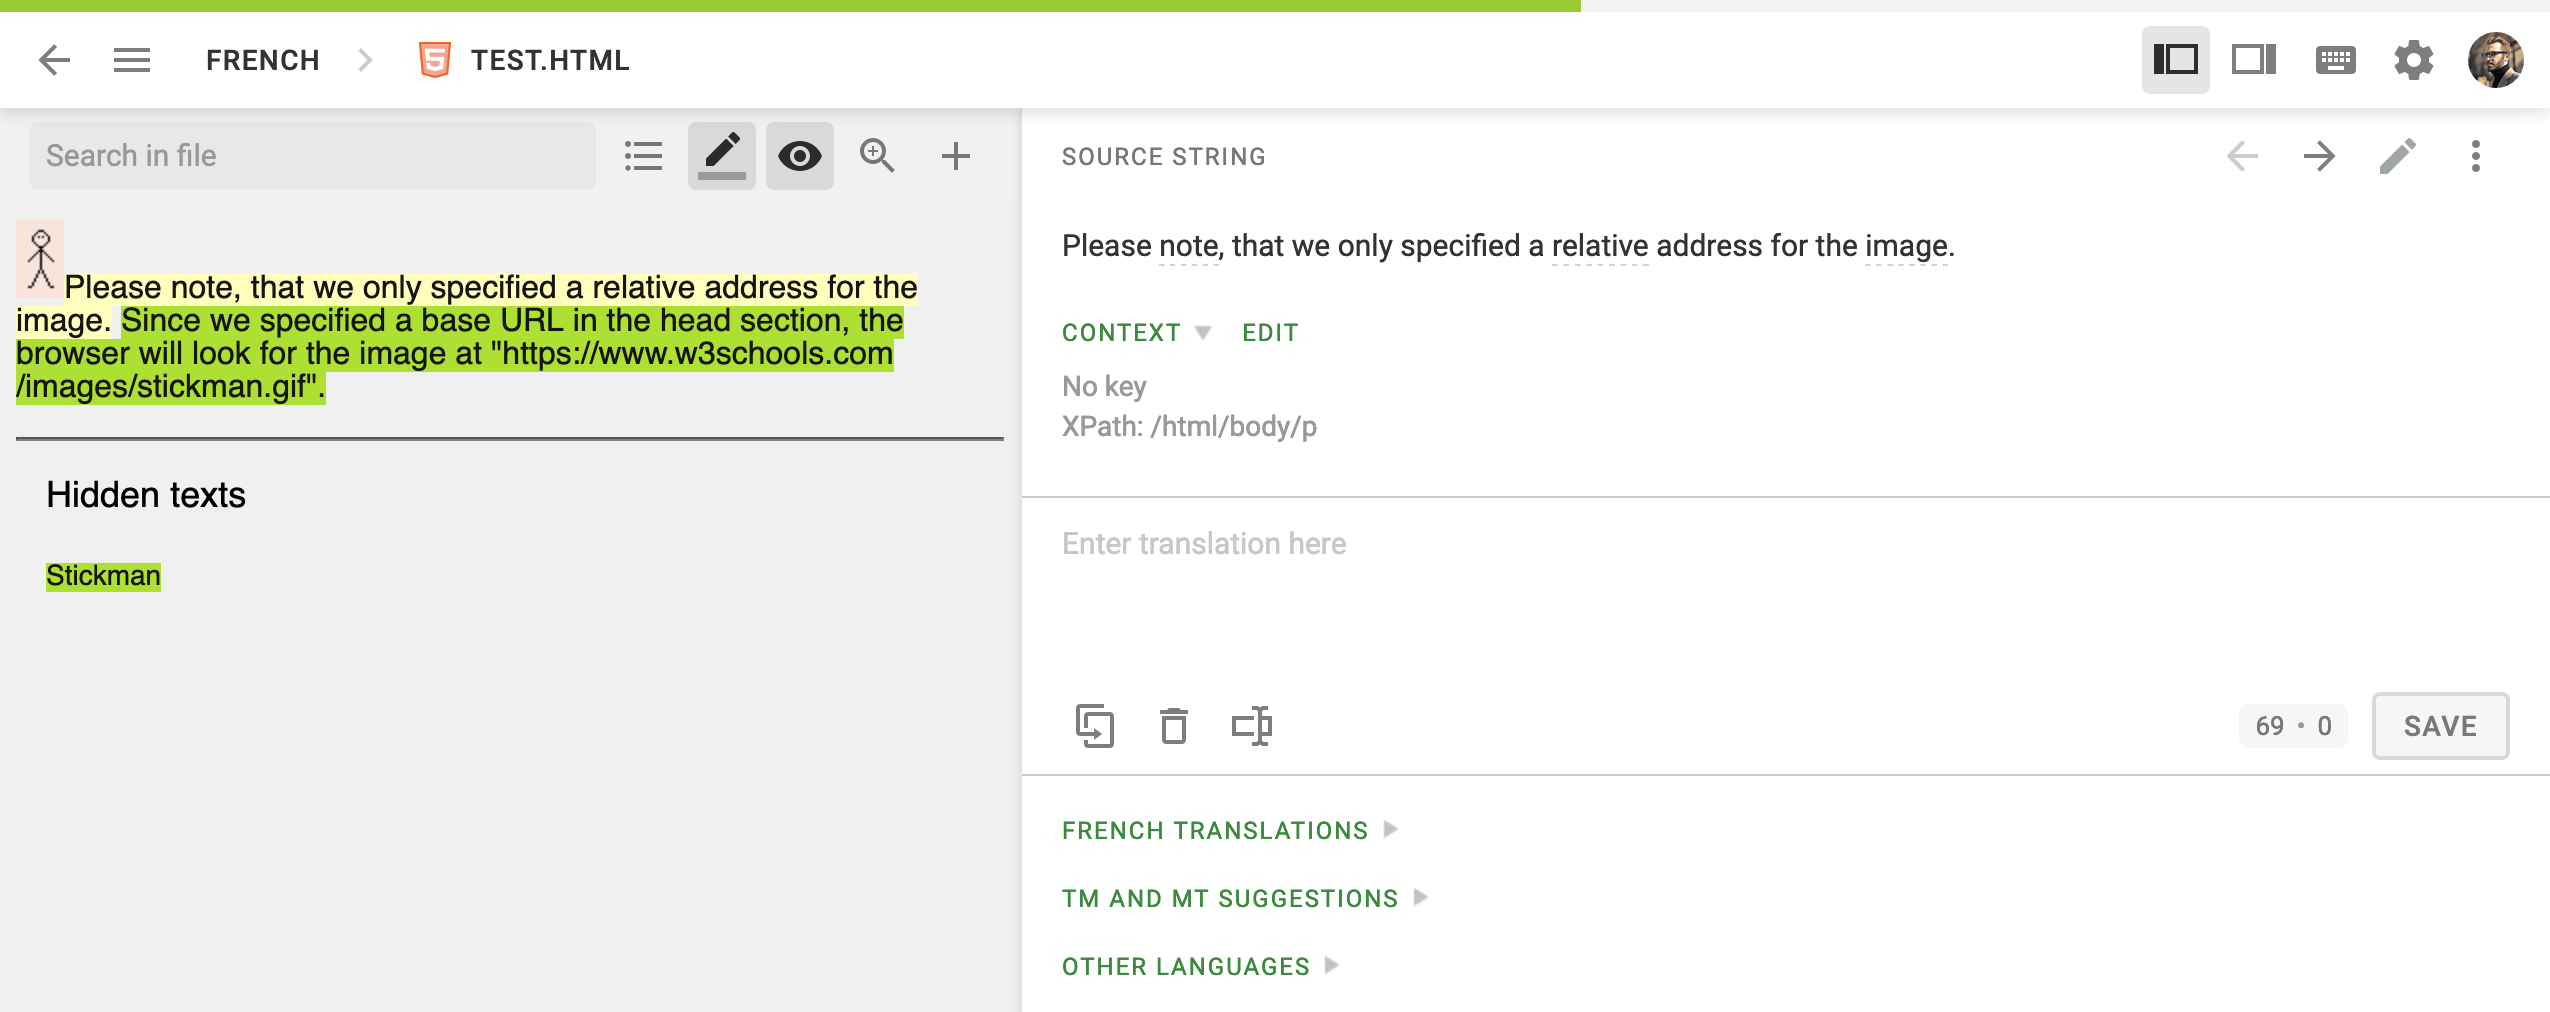 FRENCH
TEST.HTML
Search in file
Please note, that we only specified a relative address for the
image. Since we specified a base URL in the head section, the
browser will look for the image at "https://www.w3schools.com
/images/stickman.gif".
Hidden texts
Stickman
SOURCE STRING
Please note, that we only specified a relative address for the image.
CONTEXT EDIT
No key
XPath: /html/body/p
Enter translation here
69 • 0 SAVE
FRENCH TRANSLATIONS
TM AND MT SUGGESTIONS
OTHER LANGUAGES